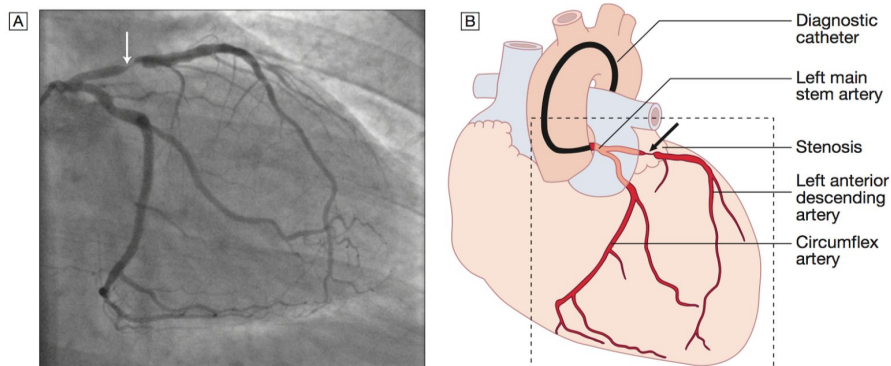 A
B
Diagnostic
catheter
Left main
stem artery
Stenosis
Left anterior
descending
artery
Circumflex
artery